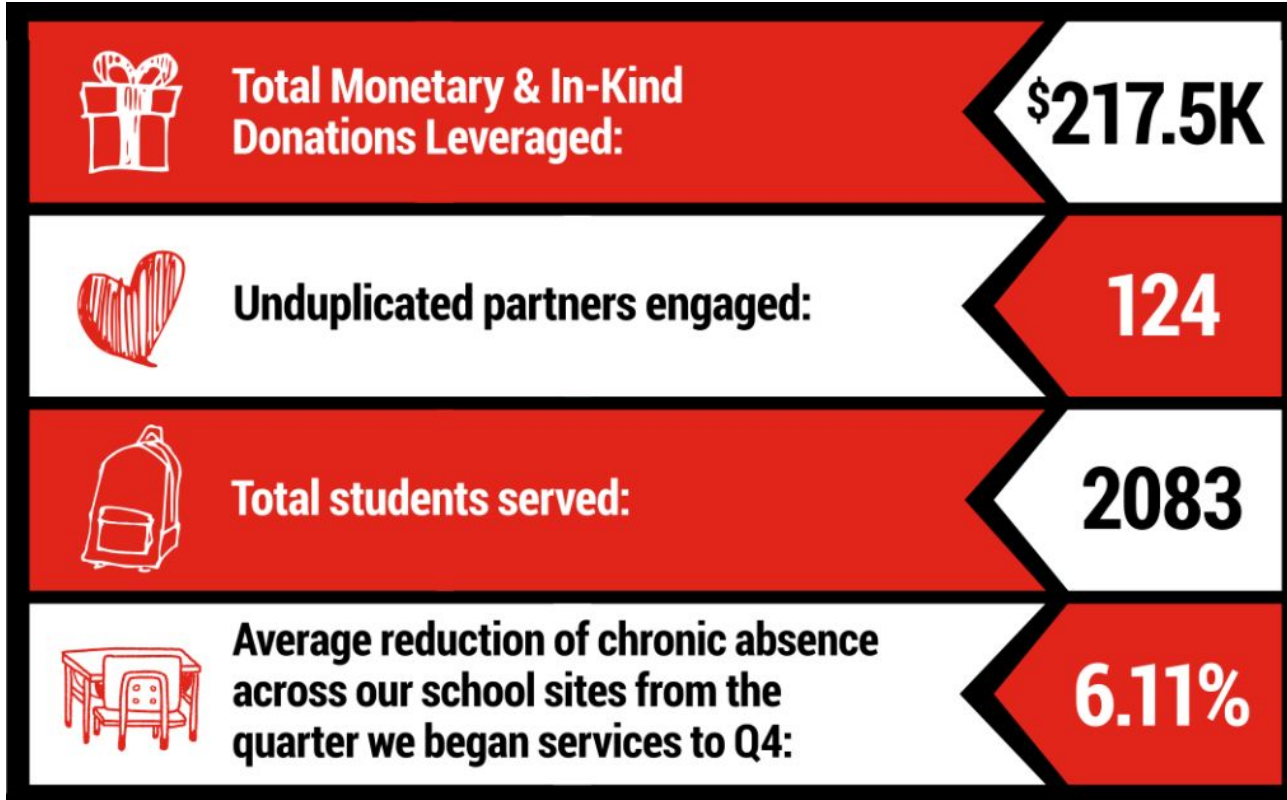 Total Monetary & In-Kind
Donations Leveraged:
$217.5K
Unduplicated partners engaged:
124
Total students served:
2083
Average reduction of chronic absence
across our school sites from the
quarter we began services to Q4:
6.11%